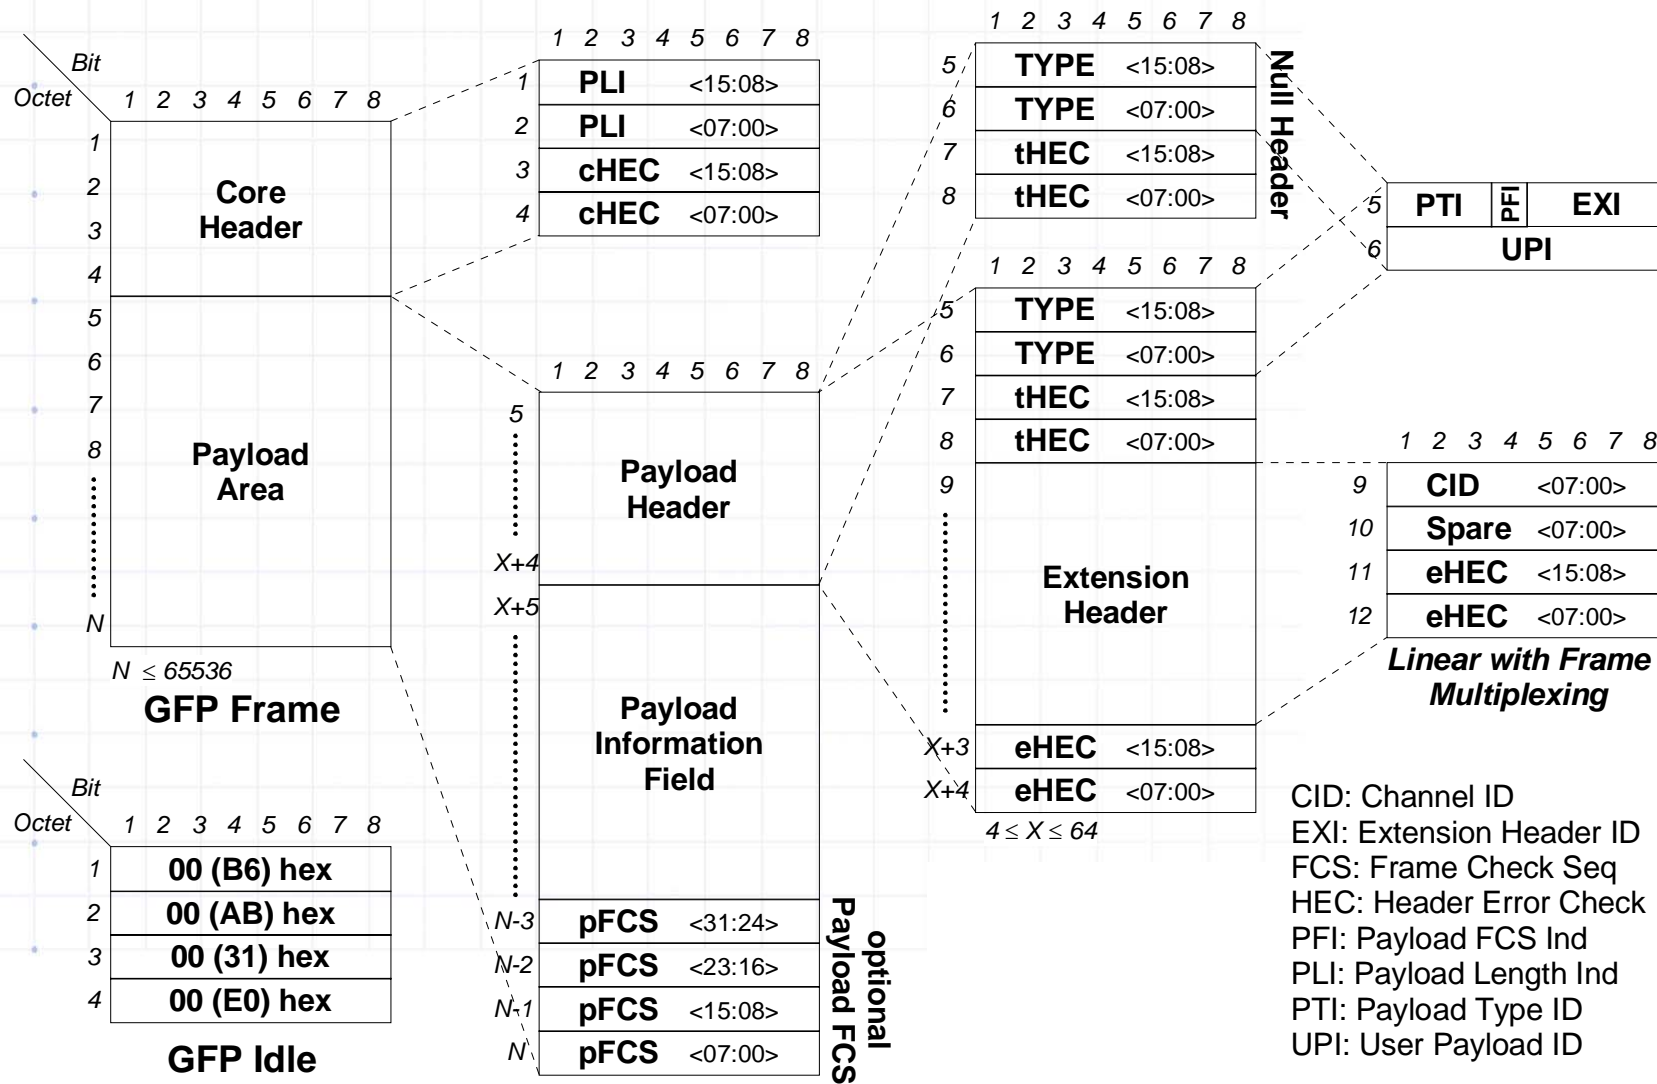 Bit
Octet
1 2 3 4 5 6 7 8
1
2
3
4
5
6
7
8
N
Core
Header
Payload
Area
N ≤ 65536
GFP Frame
Bit
Octet
1 2 3 4 5 6 7 8
1 00 (B6) hex
2 00 (AB) hex
3 00 (31) hex
4 00 (E0) hex
GFP Idle
1 2 3 4 5 6 7 8
1 PLI <15:08>
2 PLI <07:00>
3 cHEC <15:08>
4 cHEC <07:00>
1 2 3 4 5 6 7 8
5
Payload
Header
X+4
X+5
Payload
Information
Field
N-3 pFCS <31:24>
N-2 pFCS <23:16>
N-1 pFCS <15:08>
N pFCS <07:00>
optional
Payload FCS
1 2 3 4 5 6 7 8
5 TYPE <15:08>
6 TYPE <07:00>
7 tHEC <15:08>
8 tHEC <07:00>
Null Header
1 2 3 4 5 6 7 8
5 TYPE <15:08>
6 TYPE <07:00>
7 tHEC <15:08>
8 tHEC <07:00>
9
Extension
Header
X+3 eHEC <15:08>
X+4 eHEC <07:00>
4 ≤ X ≤ 64
5 PTI PFI EXI
6 UPI
1 2 3 4 5 6 7 8
9 CID <07:00>
10 Spare <07:00>
11 eHEC <15:08>
12 eHEC <07:00>
Linear with Frame
Multiplexing
CID: Channel ID
EXI: Extension Header ID
FCS: Frame Check Seq
HEC: Header Error Check
PFI: Payload FCS Ind
PLI: Payload Length Ind
PTI: Payload Type ID
UPI: User Payload ID